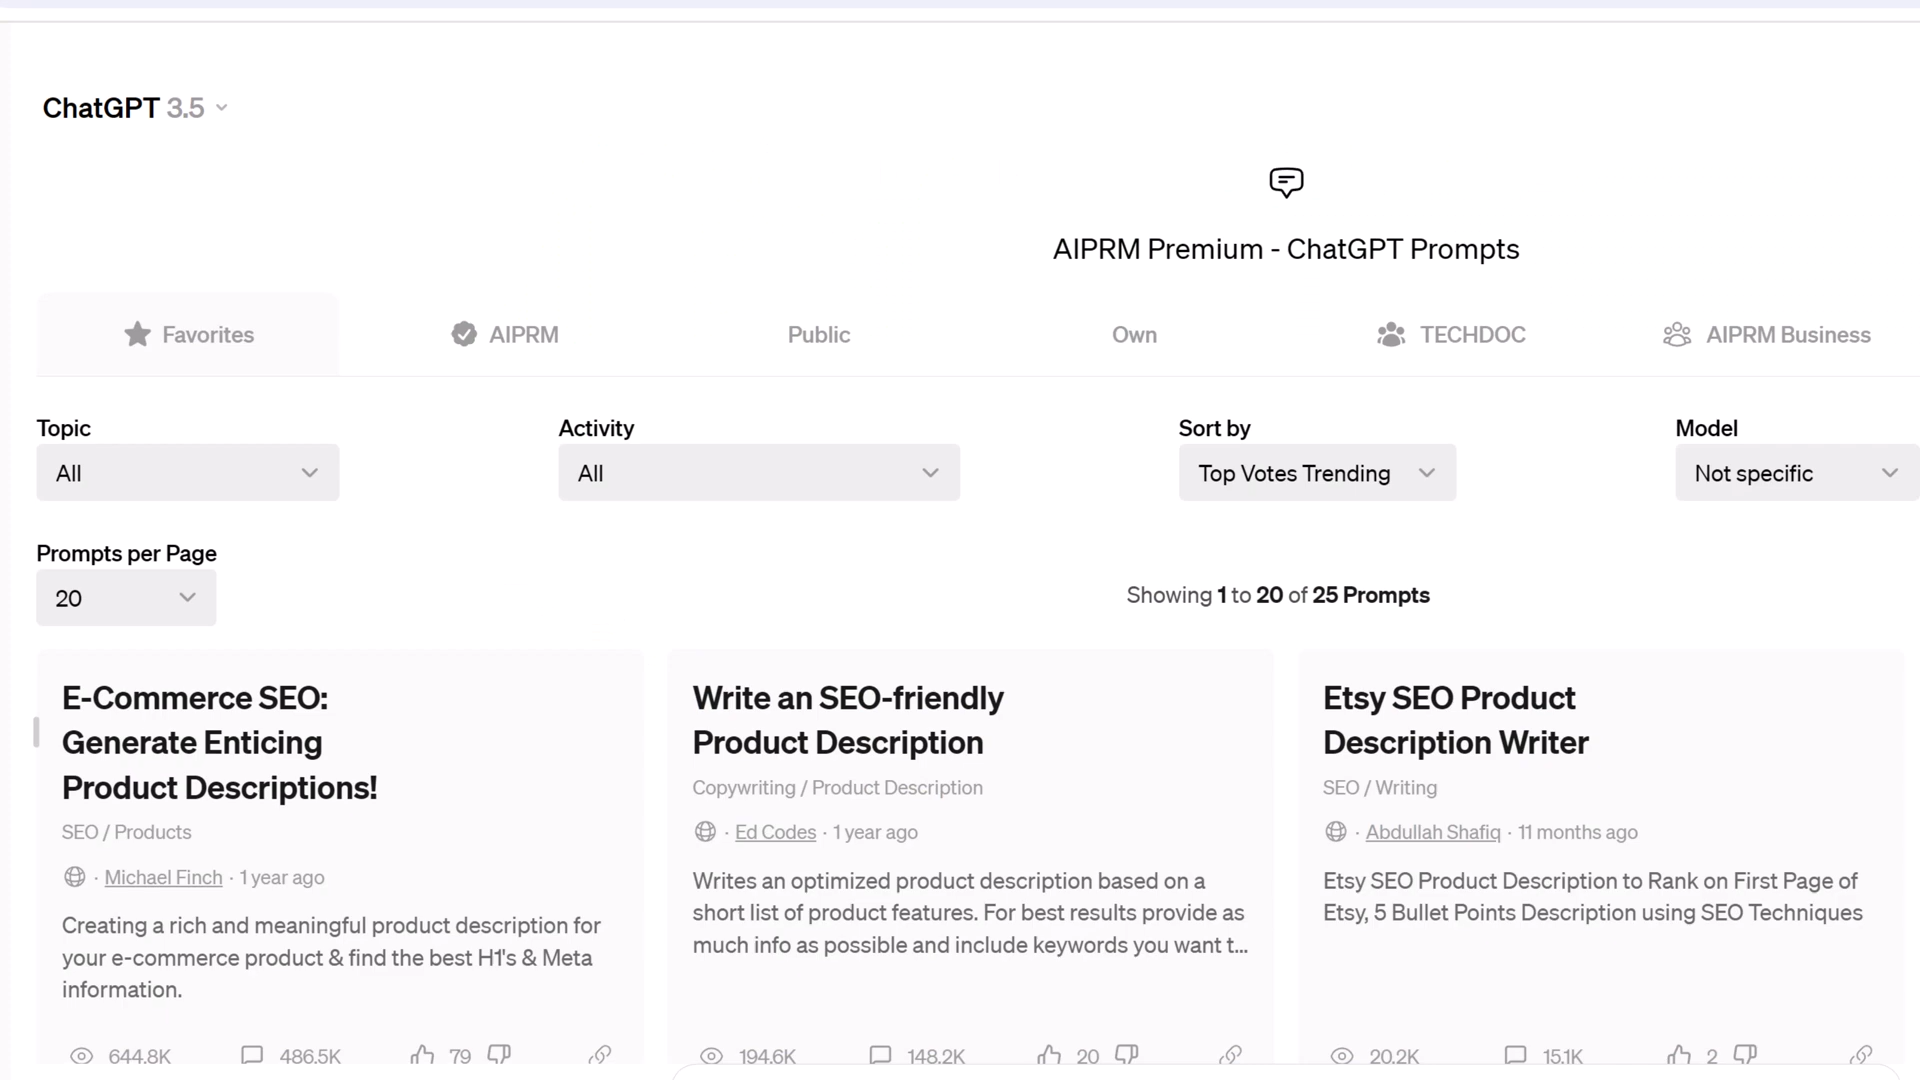 ChatGPT 3.5
AIPRM Premium - ChatGPT Prompts
Favorites AIPRM Public Own TECHDOC AIPRM Business
Topic Activity Sort by Model
All All Top Votes Trending Not specific
Prompts per Page
20
Showing 1 to 20 of 25 Prompts
E-Commerce SEO:
Generate Enticing
Product Descriptions!
SEO / Products
· Michael Finch · 1 year ago
Creating a rich and meaningful product description for
your e-commerce product & find the best H1's & Meta
information.
644.8K 486.5K 79
Write an SEO-friendly
Product Description
Copywriting / Product Description
· Ed Codes · 1 year ago
Writes an optimized product description based on a
short list of product features. For best results provide as
much info as possible and include keywords you want t...
194.6K 148.2K 20
Etsy SEO Product
Description Writer
SEO / Writing
· Abdullah Shafiq · 11 months ago
Etsy SEO Product Description to Rank on First Page of
Etsy, 5 Bullet Points Description using SEO Techniques
20.2K 15.1K 2